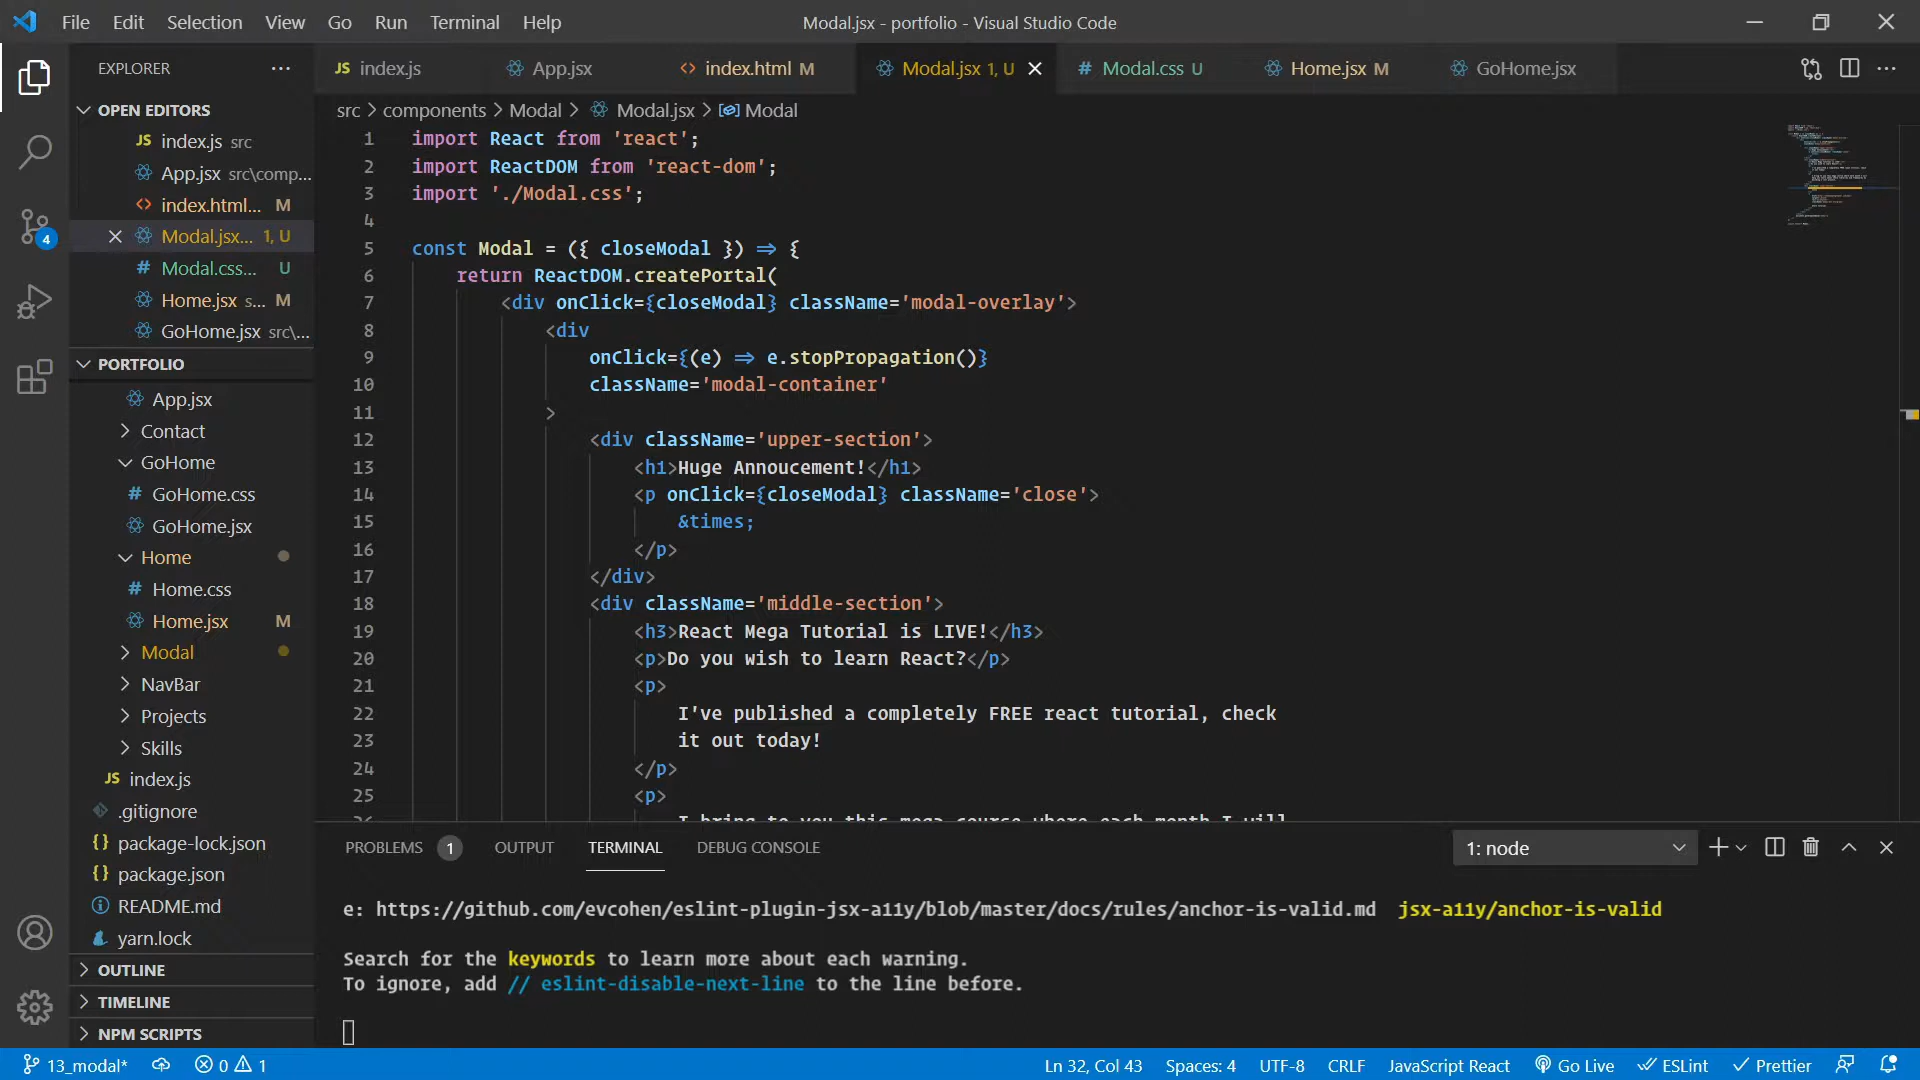 File Edit Selection View Go Run Terminal Help
Modal.jsx - portfolio - Visual Studio Code
EXPLORER
OPEN EDITORS
JS index.js src
App.jsx src\comp...
<> index.html... M
Modal.jsx... 1, U
# Modal.css... U
Home.jsx s... M
GoHome.jsx src\...
PORTFOLIO
App.jsx
Contact
GoHome
# GoHome.css
GoHome.jsx
Home
# Home.css
Home.jsx M
Modal
NavBar
Projects
Skills
JS index.js
.gitignore
{} package-lock.json
{} package.json
README.md
yarn.lock
OUTLINE
TIMELINE
NPM SCRIPTS
4
JS index.js App.jsx <> index.html M Modal.jsx 1, U # Modal.css U Home.jsx M GoHome.jsx
src > components > Modal > Modal.jsx > Modal
1 import React from 'react';
2 import ReactDOM from 'react-dom';
3 import './Modal.css';
4
5 const Modal = ({ closeModal }) => {
6 return ReactDOM.createPortal(
7 <div onClick={closeModal} className='modal-overlay'>
8 <div
9 onClick={(e) => e.stopPropagation()}
10 className='modal-container'
11 >
12 <div className='upper-section'>
13 <h1>Huge Annoucement!</h1>
14 <p onClick={closeModal} className='close'>
15 &times;
16 </p>
17 </div>
18 <div className='middle-section'>
19 <h3>React Mega Tutorial is LIVE!</h3>
20 <p>Do you wish to learn React?</p>
21 <p>
22 I've published a completely FREE react tutorial, check
23 it out today!
24 </p>
25 <p>
26 I bring to you this mega course where each month I will
PROBLEMS 1 OUTPUT TERMINAL DEBUG CONSOLE
1: node
e: https://github.com/evcohen/eslint-plugin-jsx-a11y/blob/master/docs/rules/anchor-is-valid.md jsx-a11y/anchor-is-valid
Search for the keywords to learn more about each warning.
To ignore, add // eslint-disable-next-line to the line before.
13_modal* 0 1
Ln 32, Col 43 Spaces: 4 UTF-8 CRLF JavaScript React Go Live ESLint Prettier